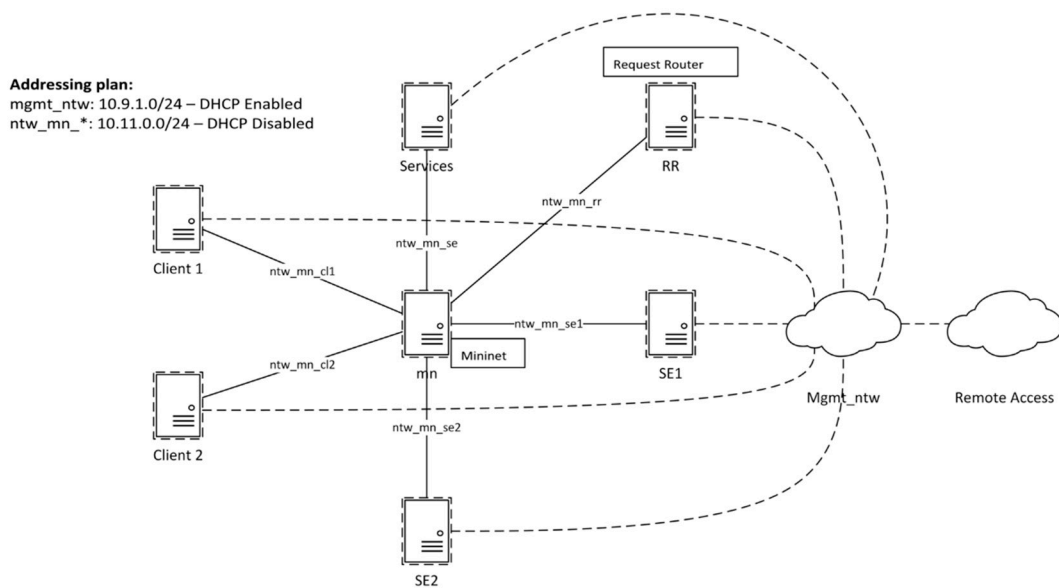 Addressing plan:
mgmt_ntw: 10.9.1.0/24 – DHCP Enabled
ntw_mn_*: 10.11.0.0/24 – DHCP Disabled
Request Router
Services
RR
ntw_mn_rr
ntw_mn_se
Client 1
ntw_mn_cl1
ntw_mn_se1
Mininet
mn
SE1
ntw_mn_cl2
Mgmt_ntw
Remote Access
ntw_mn_se2
Client 2
SE2